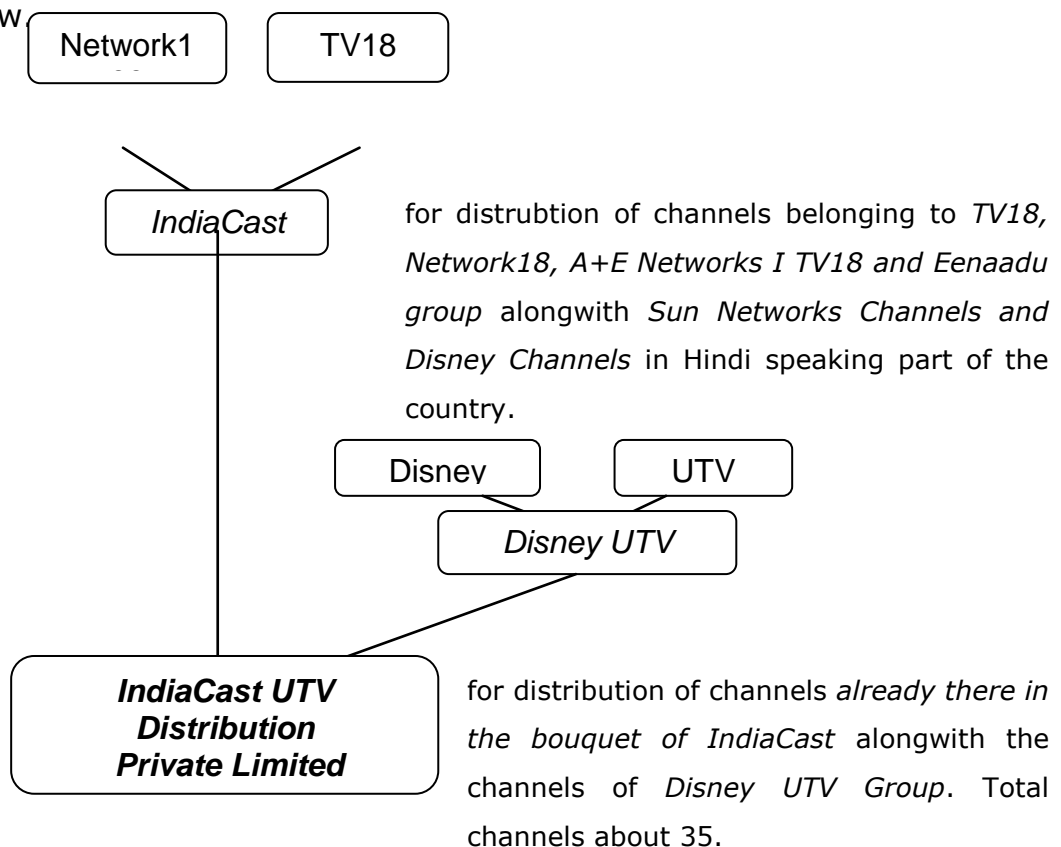 w.
Network1
TV18
IndiaCast
for distrubtion of channels belonging to TV18,
Network18, A+E Networks I TV18 and Eenaadu
group alongwith Sun Networks Channels and
Disney Channels in Hindi speaking part of the
country.
Disney
UTV
Disney UTV
IndiaCast UTV
Distribution
Private Limited
for distribution of channels already there in
the bouquet of IndiaCast alongwith the
channels of Disney UTV Group. Total
channels about 35.